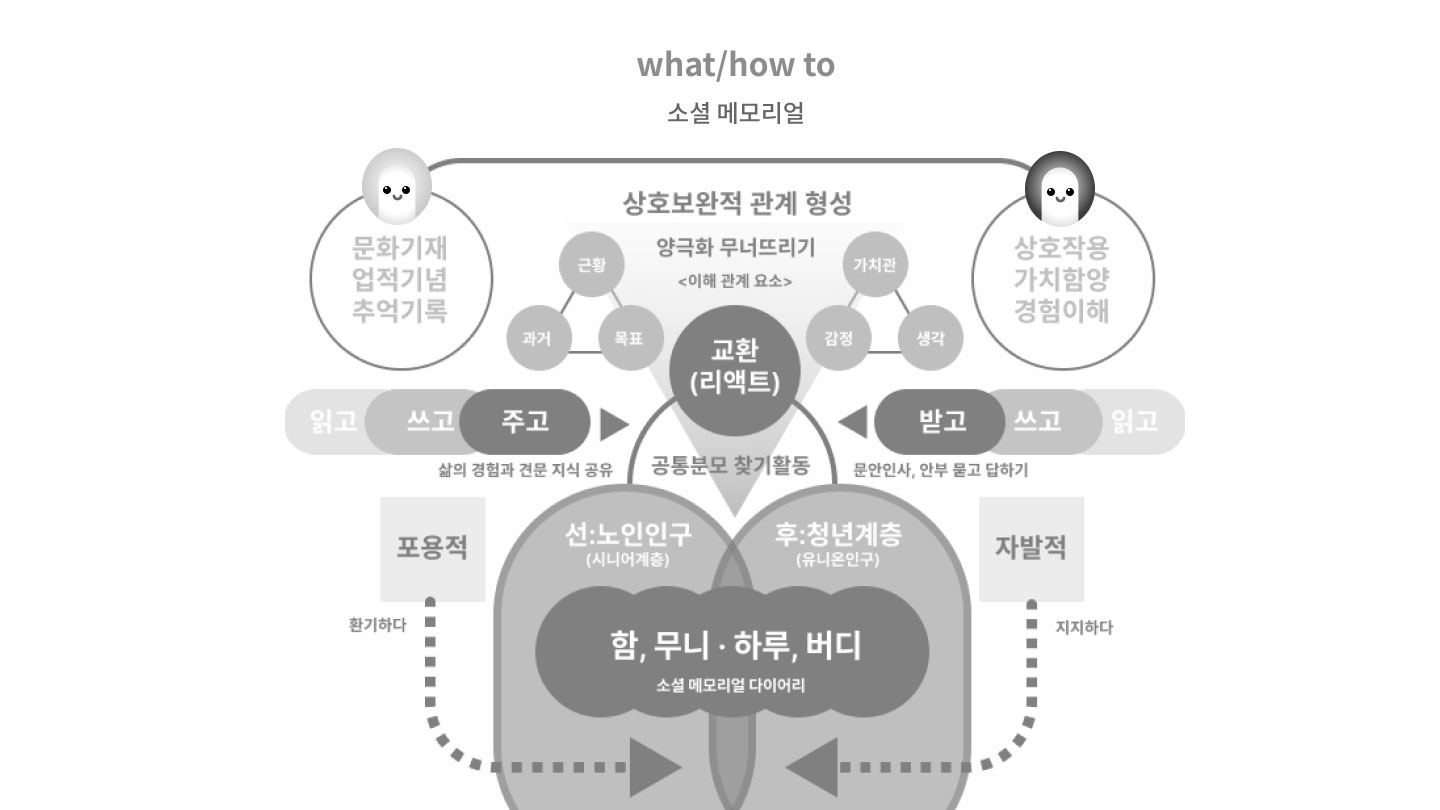 what/how to
소셜 메모리얼
상호보완적 관계 형성
양극화 무너뜨리기
<이해 관계 요소>
문화기재
업적기념
추억기록
근황
과거
목표
교환
(리액트)
가치관
감정
생각
상호작용
가치함양
경험이해
읽고 쓰고 주고
받고 쓰고 읽고
삶의 경험과 견문 지식 공유
공통분모 찾기활동
문안인사, 안부 묻고 답하기
포용적
환기하다
선:노인인구
(시니어계층)
후:청년계층
(유니온인구)
자발적
지지하다
함, 무니 · 하루, 버디
소셜 메모리얼 다이어리